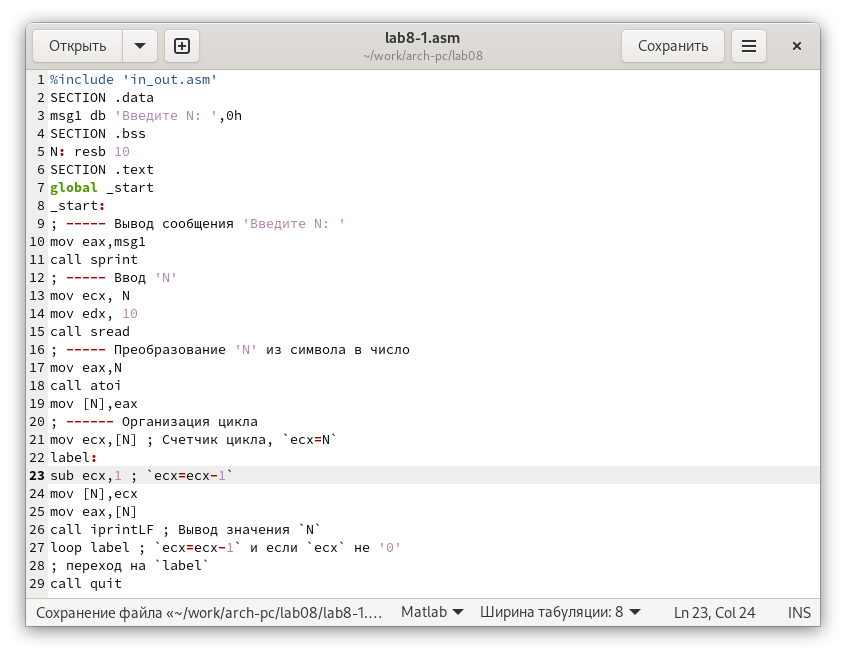 Открыть
lab8-1.asm
~/work/arch-pc/lab08
Сохранить
1 %include 'in_out.asm'
2 SECTION .data
3 msg1 db 'Введите N: ',0h
4 SECTION .bss
5 N: resb 10
6 SECTION .text
7 global _start
8 _start:
9 ; ----- Вывод сообщения 'Введите N: '
10 mov eax,msg1
11 call sprint
12 ; ----- Ввод 'N'
13 mov ecx, N
14 mov edx, 10
15 call sread
16 ; ----- Преобразование 'N' из символа в число
17 mov eax,N
18 call atoi
19 mov [N],eax
20 ; ------ Организация цикла
21 mov ecx,[N] ; Счетчик цикла, `ecx=N`
22 label:
23 sub ecx,1 ; `ecx=ecx-1`
24 mov [N],ecx
25 mov eax,[N]
26 call iprintLF ; Вывод значения `N`
27 loop label ; `ecx=ecx-1` и если `ecx` не '0'
28 ; переход на `label`
29 call quit
Сохранение файла «~/work/arch-pc/lab08/lab8-1.… Matlab Ширина табуляции: 8 Ln 23, Col 24 INS